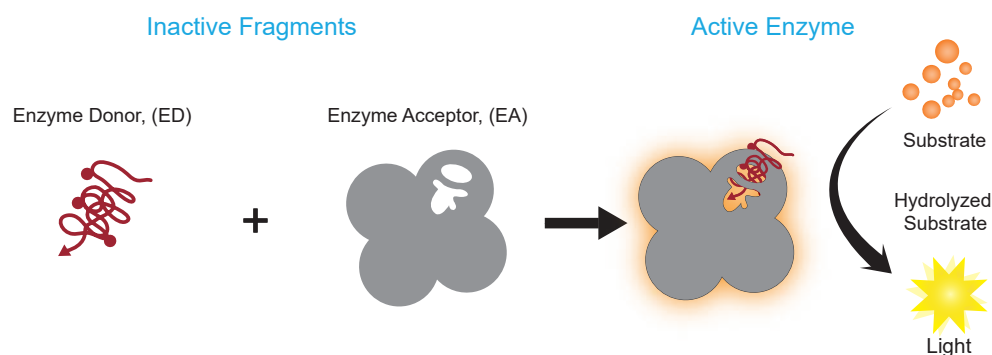 Inactive Fragments
Active Enzyme
Enzyme Donor, (ED)
Enzyme Acceptor, (EA)
+
Substrate
Hydrolyzed
Substrate
Light